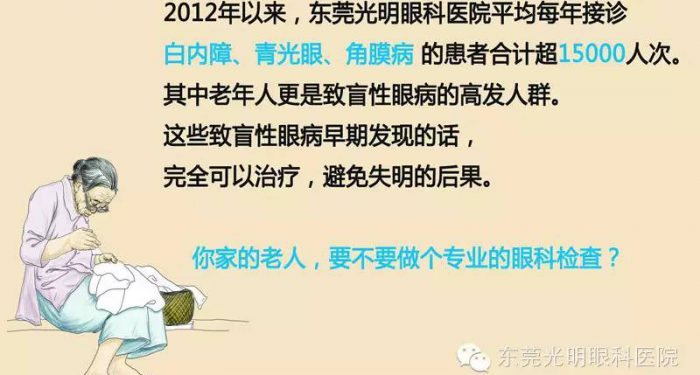 2012年以来，东莞光明眼科医院平均每年接诊
白内障、青光眼、角膜病 的患者合计超15000人次。
其中老年人更是致盲性眼病的高发人群。
这些致盲性眼病早期发现的话，
完全可以治疗，避免失明的后果。
你家的老人，要不要做个专业的眼科检查？
东莞光明眼科医院